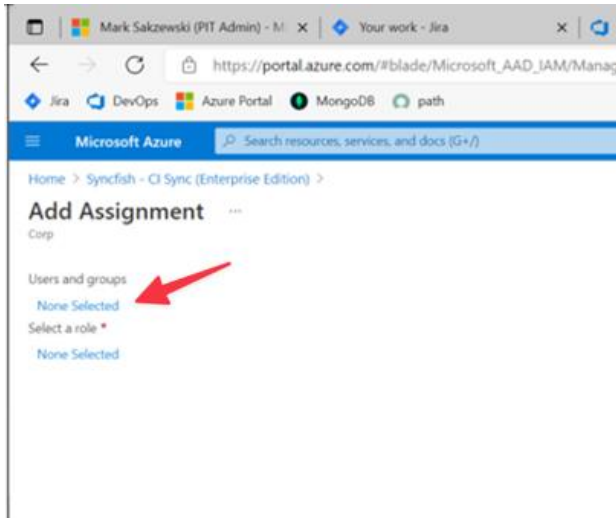 Mark Sakzewski (PIT Admin) - M
Your work - Jira
https://portal.azure.com/#blade/Microsoft_AAD_IAM/Manag
Jira DevOps Azure Portal MongoDB path
Microsoft Azure
Search resources, services, and docs (G+/)
Home > Syncfish - CI Sync (Enterprise Edition) >
Add Assignment ...
Corp
Users and groups
None Selected
Select a role *
None Selected